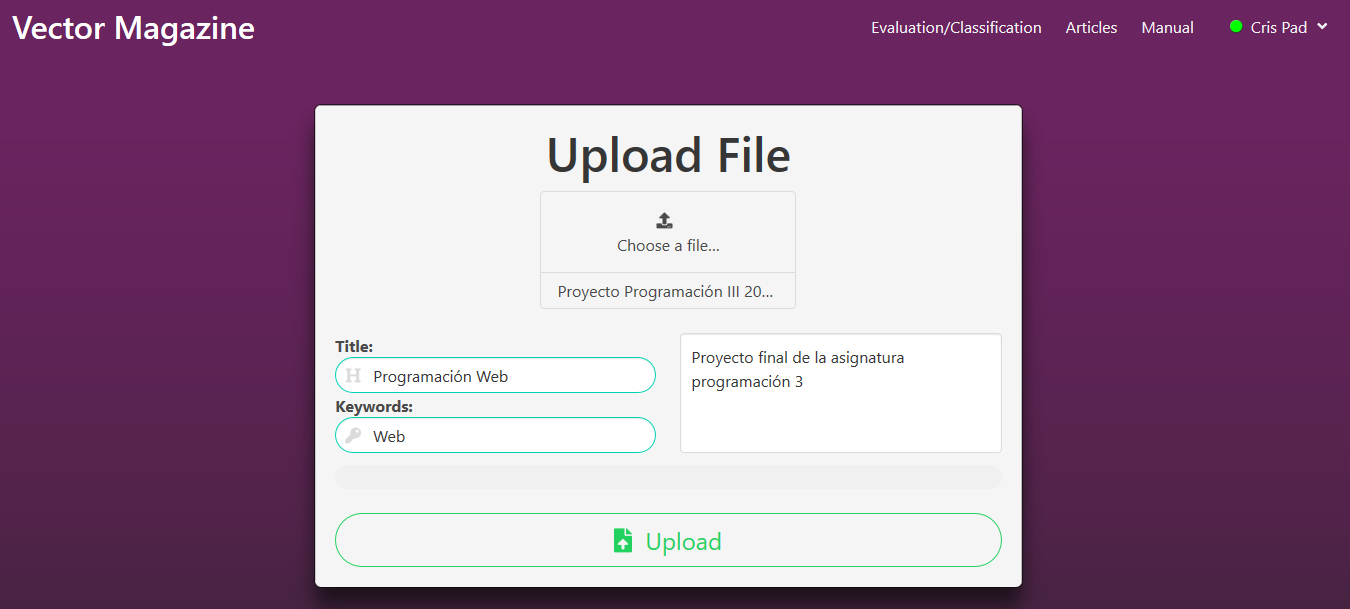 Vector Magazine
Evaluation/Classification
Articles
Manual
Cris Pad
Upload File
Choose a file...
Proyecto Programación III 20...
Title:
Programación Web
Keywords:
Web
Proyecto final de la asignatura
programación 3
Upload